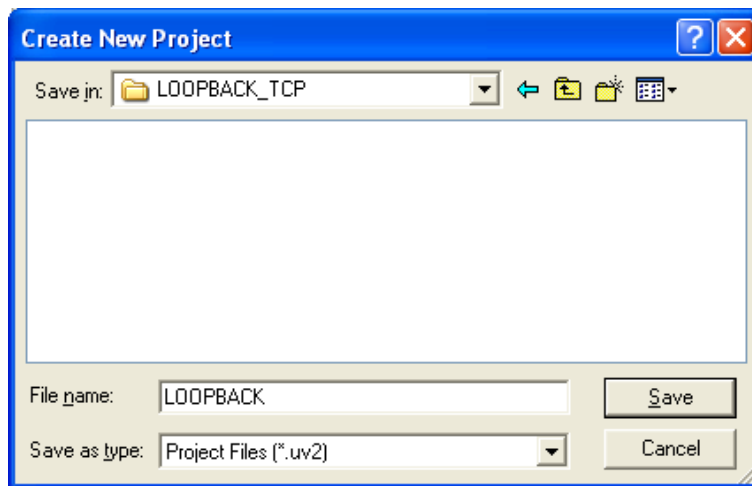 Create New Project
Save in: LOOPBACK_TCP
File name: LOOPBACK Save
Save as type: Project Files (*.uv2) Cancel